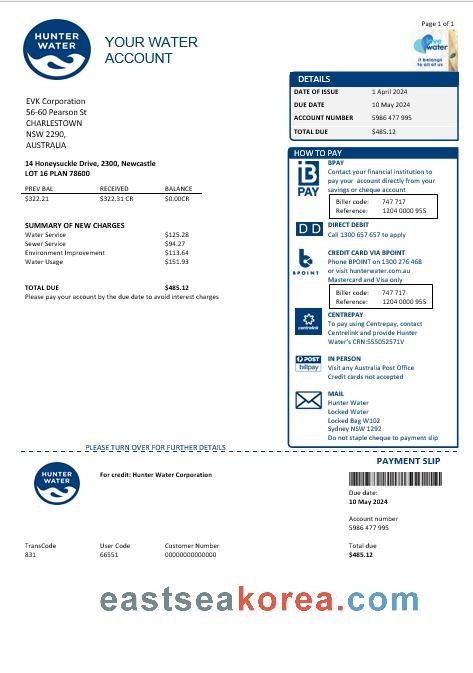 Page 1 of 1
HUNTER
WATER
YOUR WATER
ACCOUNT
love
water
it belongs
to all of us
DETAILS
DATE OF ISSUE 1 April 2024
DUE DATE 10 May 2024
ACCOUNT NUMBER 5986 477 995
TOTAL DUE $485.12
EVK Corporation
56-60 Pearson St
CHARLESTOWN
NSW 2290,
AUSTRALIA
14 Honeysuckle Drive, 2300, Newcastle
LOT 16 PLAN 78600
PREV BAL RECEIVED BALANCE
$322.21 $322.31 CR $0.00CR
SUMMARY OF NEW CHARGES
Water Service $125.28
Sewer Service $94.27
Environment Improvement $113.64
Water Usage $151.93
TOTAL DUE $485.12
Please pay your account by the due date to avoid interest charges
HOW TO PAY
B
PAY
BPAY
Contact your financial institution to
pay your account directly from your
savings or cheque account
Biller code: 747 717
Reference: 1204 0000 955
D D
DIRECT DEBIT
Call 1300 657 657 to apply
b
BPOINT
CREDIT CARD VIA BPOINT
Phone BPOINT on 1300 276 468
or visit hunterwater.com.au
Mastercard and Visa only
Biller code: 747 717
Reference: 1204 0000 955
centrelink
CENTREPAY
To pay using Centrepay, contact
Centrelink and provide Hunter
Water's CRN:555052571V
POST
billpay
IN PERSON
Visit any Australia Post Office
Credit cards not accepted
MAIL
Hunter Water
Locked Water
Locked Bag W102
Sydney NSW 1292
Do not staple cheque to payment slip
PLEASE TURN OVER FOR FURTHER DETAILS
HUNTER
WATER
For credit: Hunter Water Corporation
PAYMENT SLIP
Due date:
10 May 2024
Account number
5986 477 995
TransCode User Code Customer Number Total due
831 66551 00000000000000 $485.12
eastseakorea.com